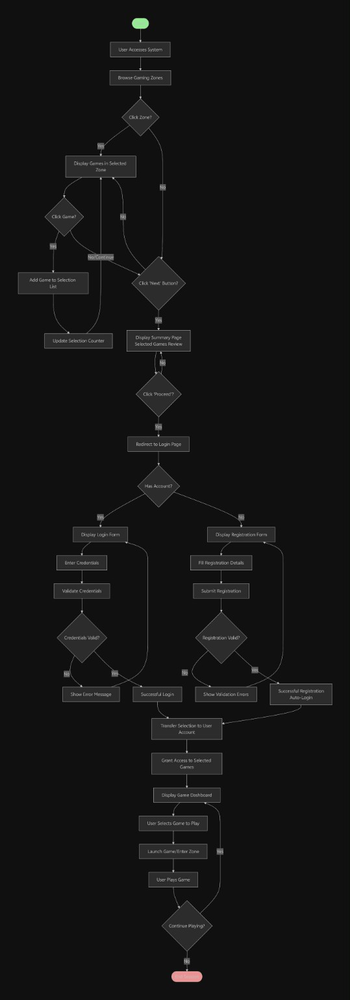 User Accesses System
Browse Gaming Zones
Click Zone?
Yes
Display Games in Selected
Zone
No
Click Game?
No
Yes
No/Continue
Add Game to Selection
List
Click 'Next' Button?
Yes
Update Selection Counter
Display Summary Page
Selected Games Review
No
Click 'Proceed'?
Yes
Redirect to Login Page
Has Account?
Yes
No
Display Login Form
Display Registration Form
Enter Credentials
Fill Registration Details
Validate Credentials
Submit Registration
Credentials Valid?
Registration Valid?
No
Yes
No
Yes
Show Error Message
Successful Login
Show Validation Errors
Successful Registration
Auto-Login
Transfer Selection to User
Account
Grant Access to Selected
Games
Display Game Dashboard
User Selects Game to Play
Launch Game/Enter Zone
Yes
User Plays Game
Continue Playing?
No